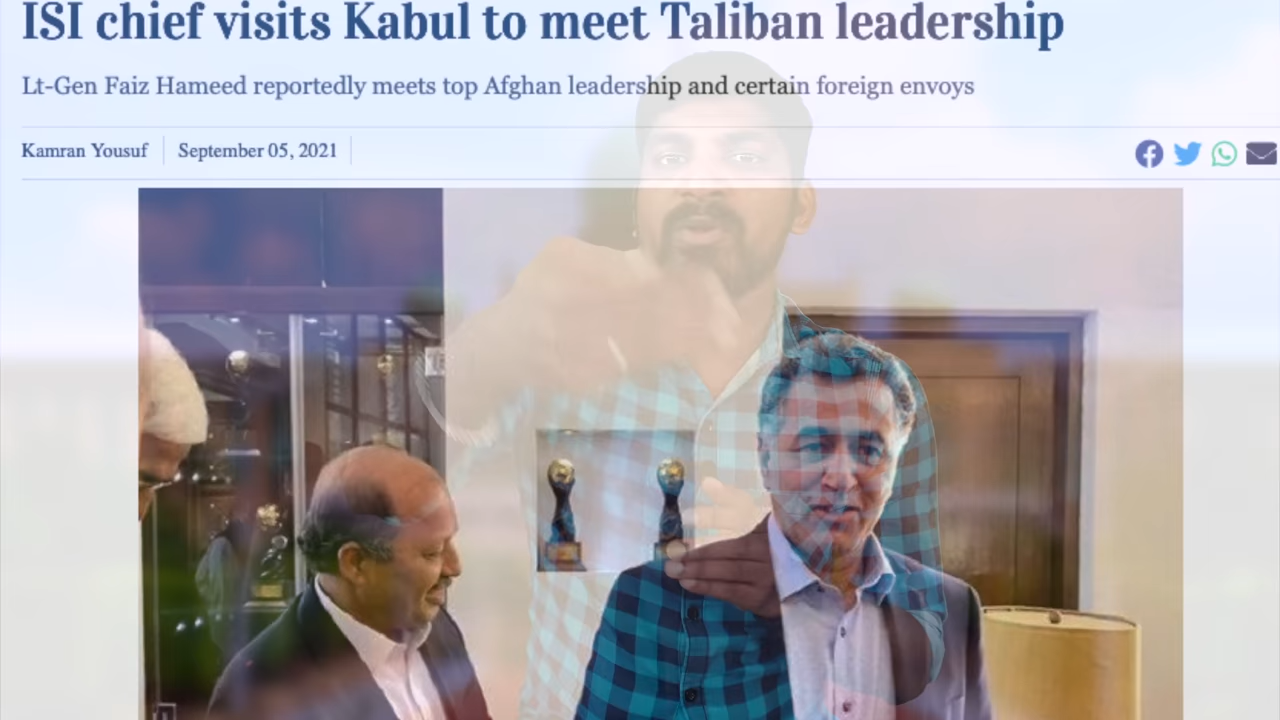 ISI chief visits Kabul to meet Taliban leadership
Lt-Gen Faiz Hameed reportedly meets top Afghan leadership and certain foreign envoys
Kamran Yousuf
September 05, 2021